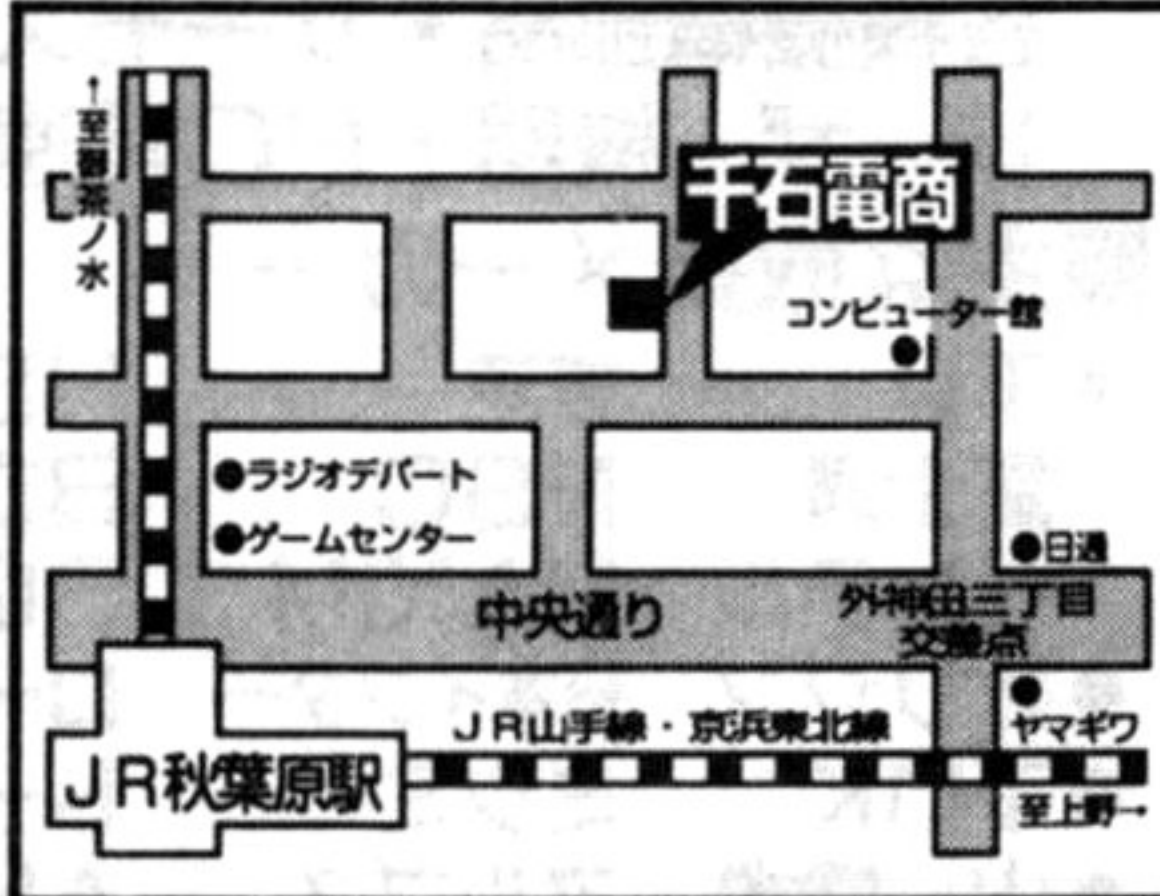 ↑至御茶ノ水
千石電商
コンピューター館
●ラジオデパート
●ゲームセンター
●日通
中央通り
外神田三丁目
交差点
ＪＲ山手線・京浜東北線
ヤマギワ
ＪＲ秋葉原駅
至上野→